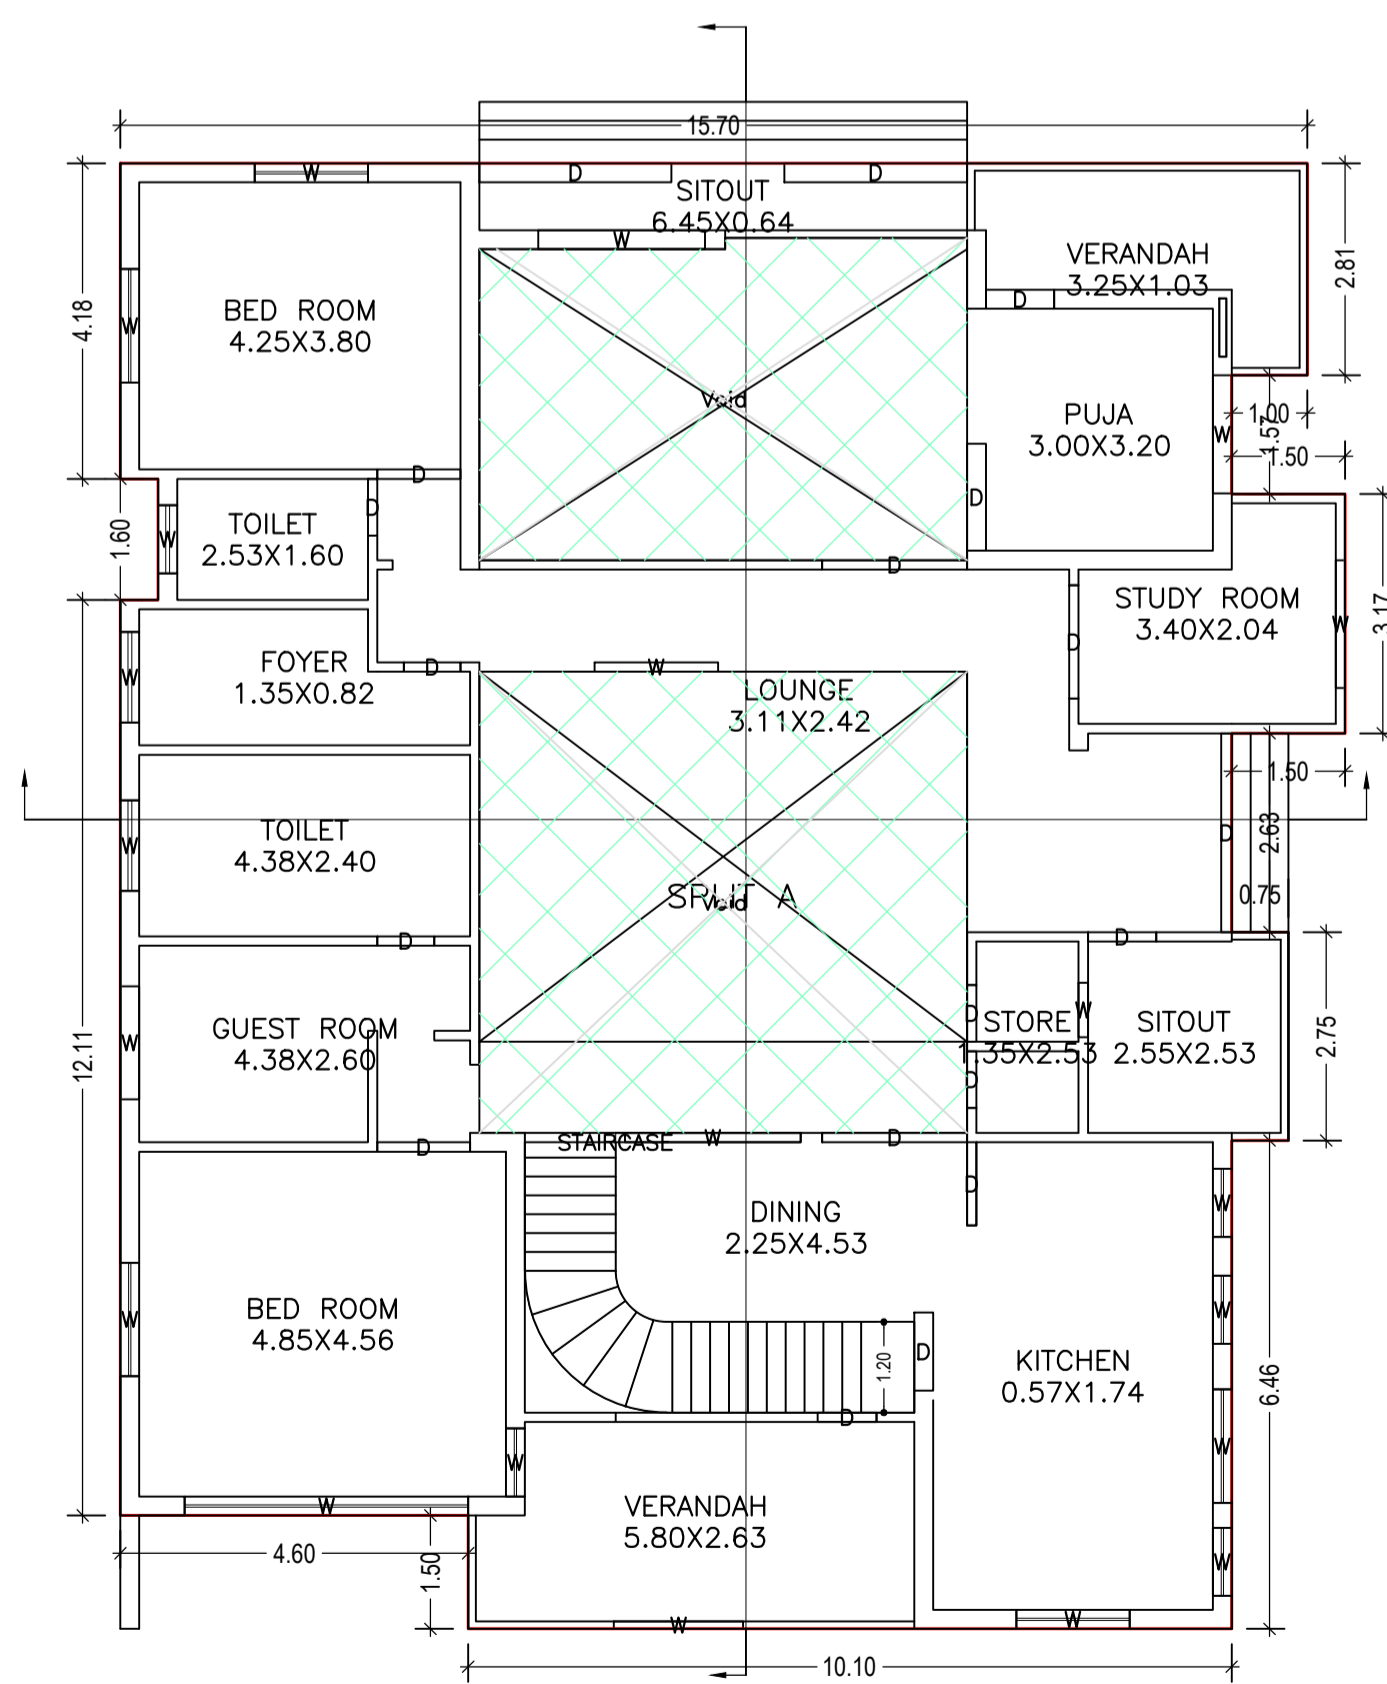 15.70
D
D
W
SITOUT
6.45X0.64
W
VERANDAH
3.25X1.03
2.81
D
4.18
W
BED ROOM
4.25X3.80
Void
PUJA
3.00X3.20
W
1.00
1.57
1.50
D
D
D
TOILET
2.53X1.60
W
1.60
D
STUDY ROOM
3.40X2.04
W
3.17
D
FOYER
1.35X0.82
W
D
W
LOUNGE
3.11X2.42
1.50
TOILET
4.38X2.40
W
D
2.63
0.75
SPLIT A
Void
D
D
GUEST ROOM
4.38X2.60
W
D
STORE
1.35X2.53
W
SITOUT
2.55X2.53
2.75
12.11
D
D
STAIRCASE
W
D
D
W
DINING
2.25X4.53
BED ROOM
4.85X4.56
W
W
1.20
D
KITCHEN
0.57X1.74
6.46
D
W
W
W
VERANDAH
5.80X2.63
W
4.60
1.50
W
W
10.10